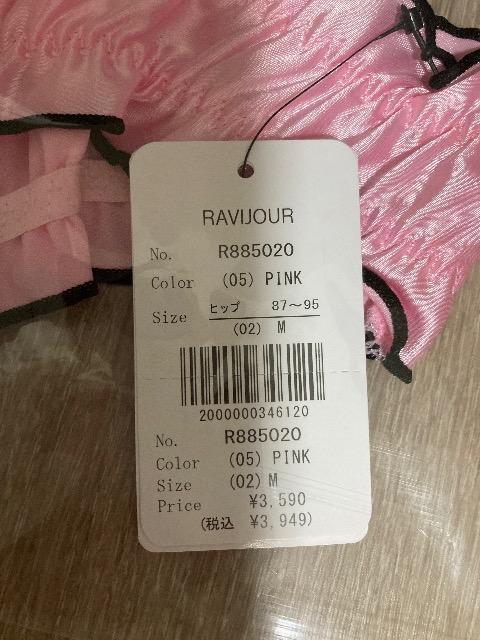 RAVIJOUR
No. R885020
Color (05) PINK
Size ヒップ 87～95
(02) M
2000000346120
No. R885020
Color (05) PINK
Size (02) M
Price ¥3,590
(税込 ¥3,949)